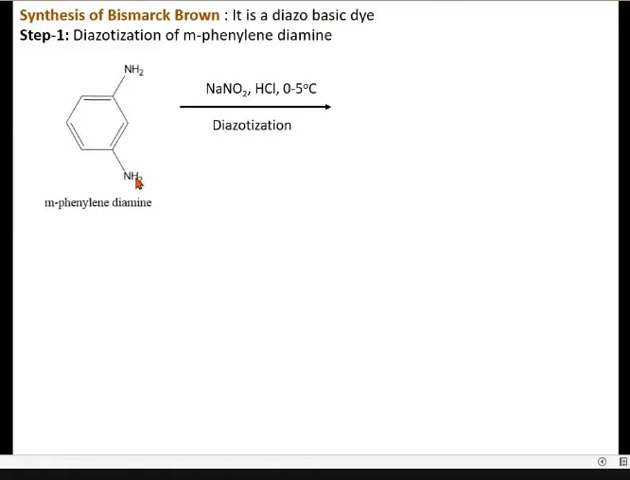 Synthesis of Bismarck Brown : It is a diazo basic dye
Step-1: Diazotization of m-phenylene diamine
NH₂
NaNO₂, HCl, 0-5°C
Diazotization
NH₂
m-phenylene diamine